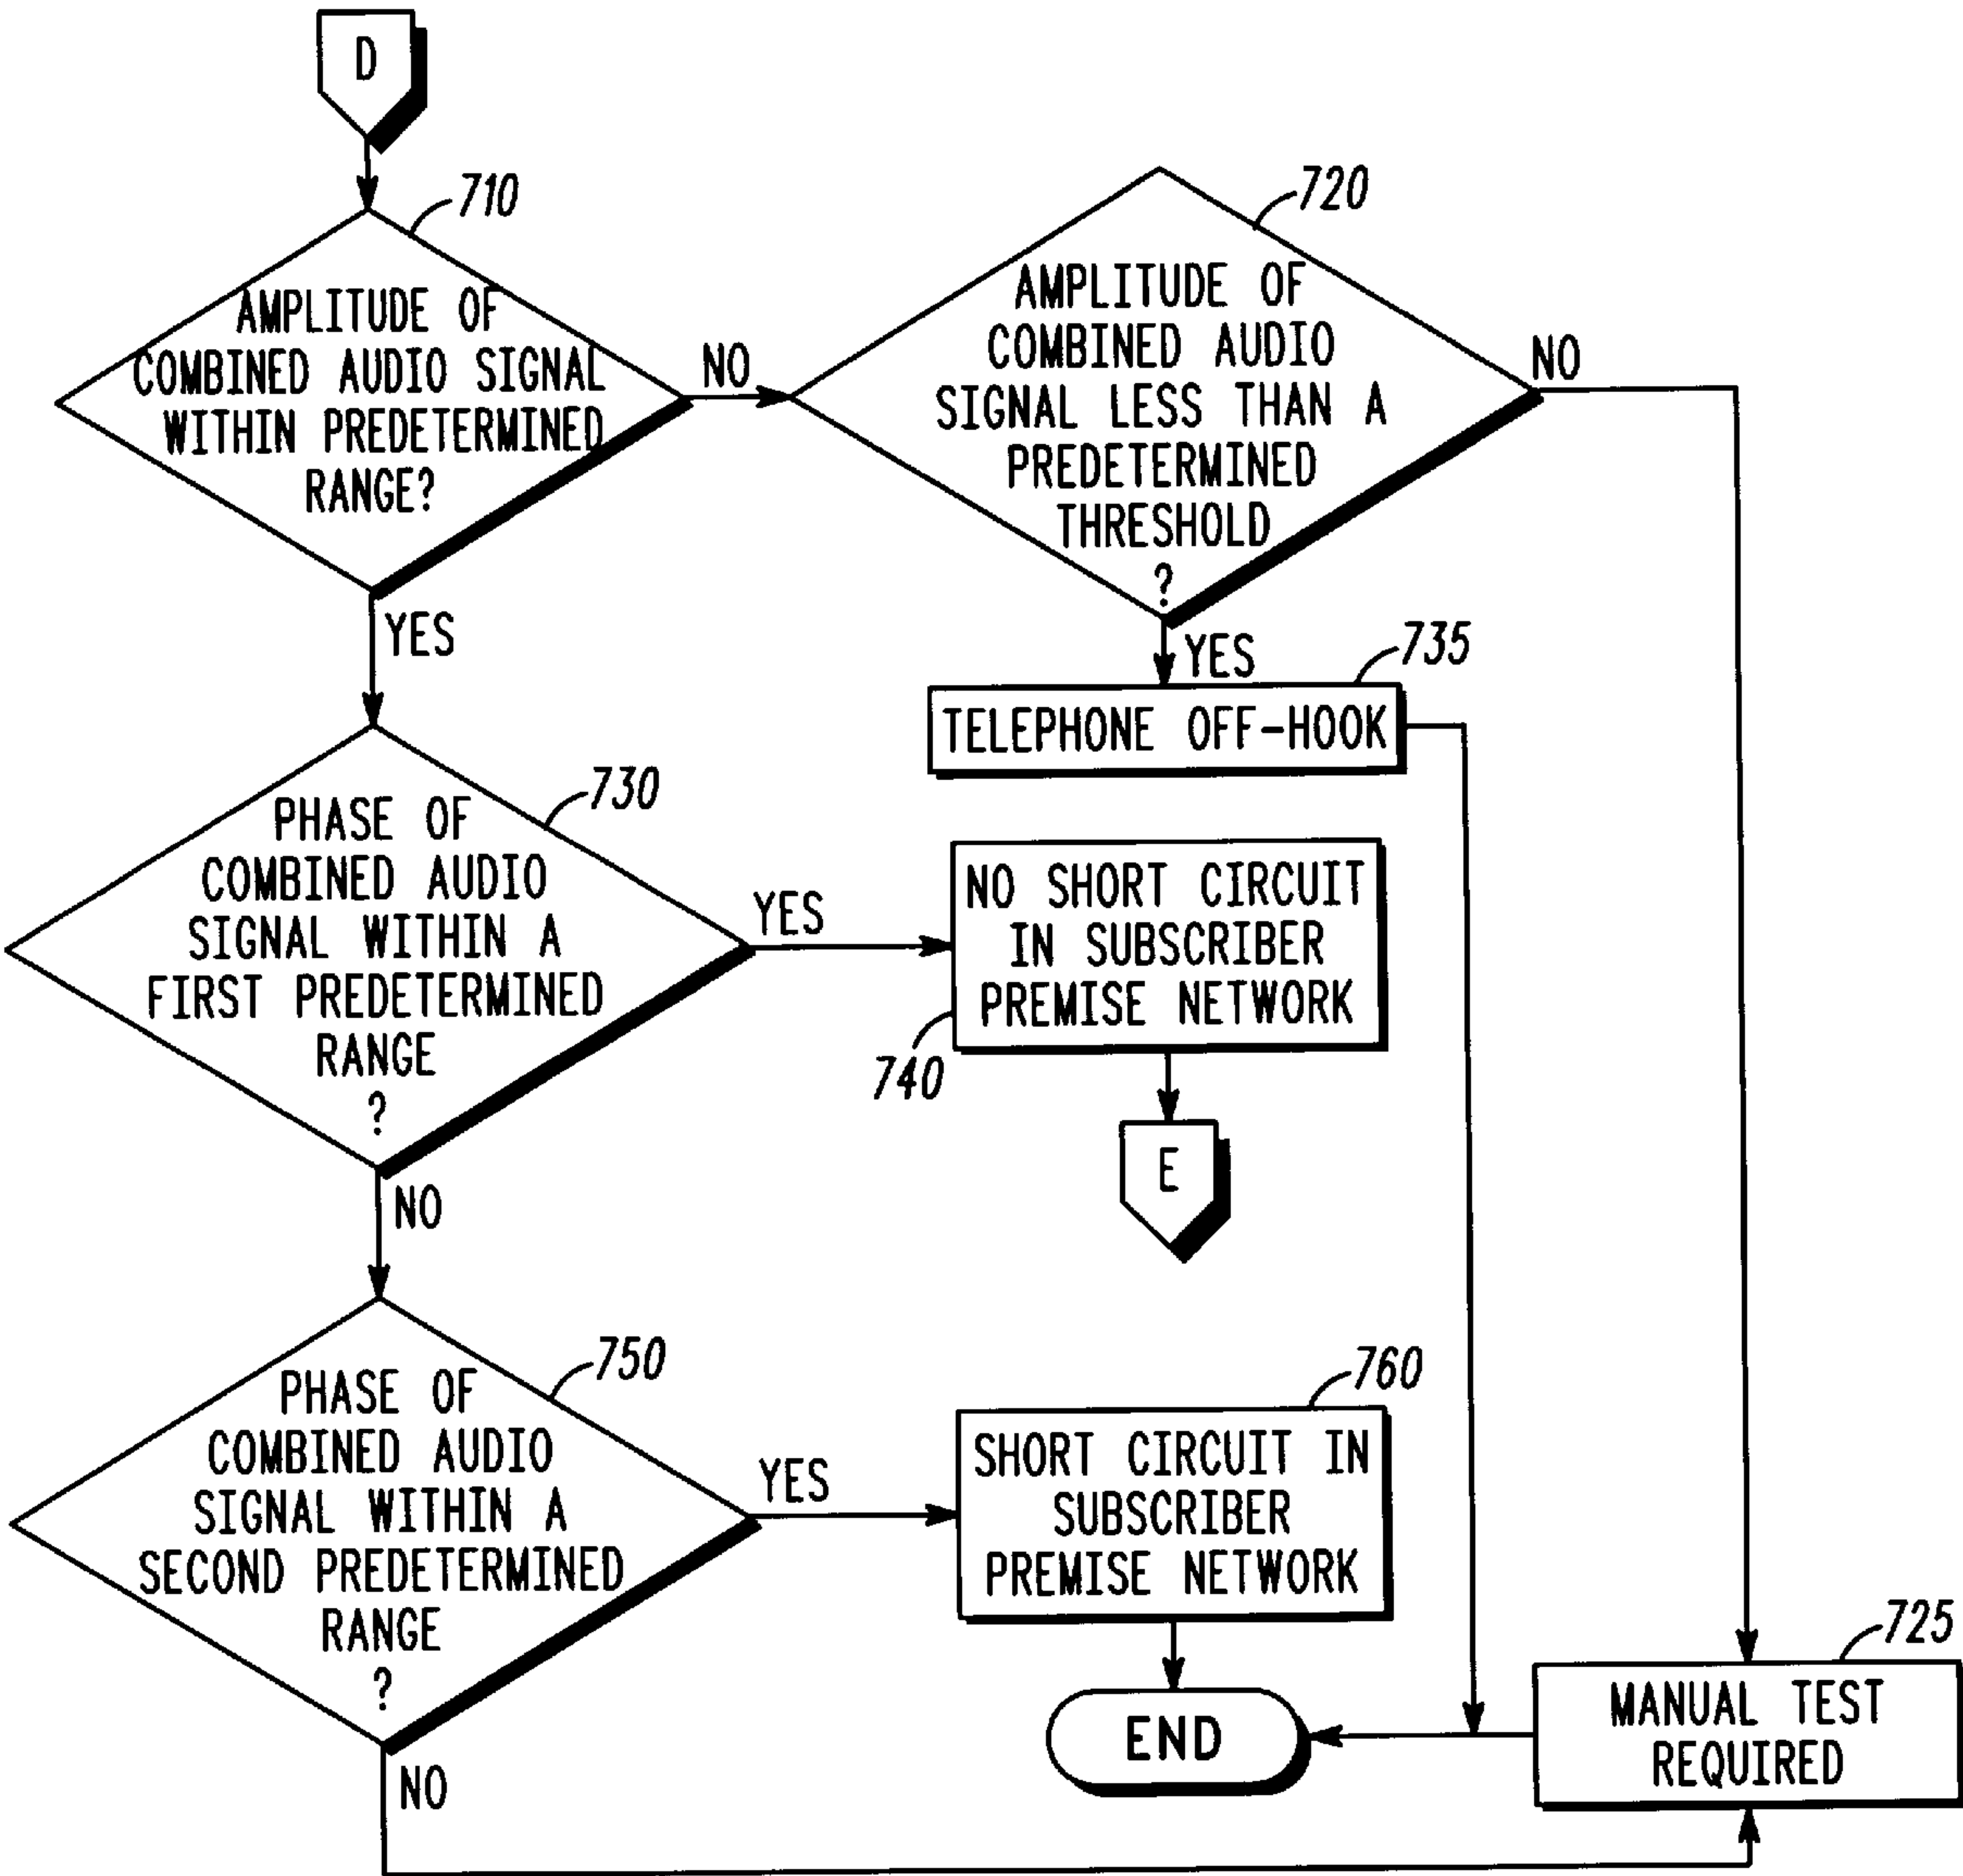 D
710
AMPLITUDE OF
COMBINED AUDIO SIGNAL
WITHIN PREDETERMINED
RANGE?
NO
YES
720
AMPLITUDE OF
COMBINED AUDIO
SIGNAL LESS THAN A
PREDETERMINED
THRESHOLD
?
NO
YES
735
TELEPHONE OFF-HOOK
730
PHASE OF
COMBINED AUDIO
SIGNAL WITHIN A
FIRST PREDETERMINED
RANGE
?
YES
NO
NO SHORT CIRCUIT
IN SUBSCRIBER
PREMISE NETWORK
740
E
750
PHASE OF
COMBINED AUDIO
SIGNAL WITHIN A
SECOND PREDETERMINED
RANGE
?
YES
NO
760
SHORT CIRCUIT IN
SUBSCRIBER
PREMISE NETWORK
END
725
MANUAL TEST
REQUIRED